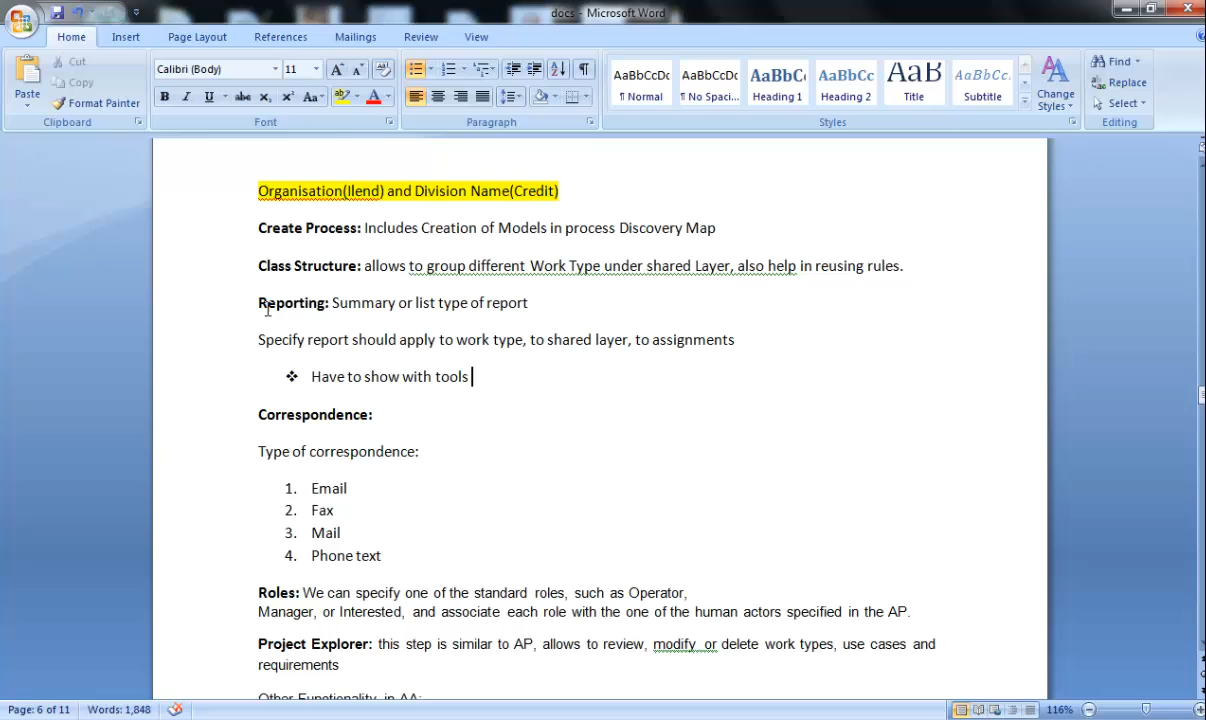 docs - Microsoft Word
Home Insert Page Layout References Mailings Review View
Cut
Copy
Format Painter
Paste
Clipboard
Calibri (Body) 11
Font
Paragraph
AaBbCcDc AaBbCcDc AaBbC AaBbCc AaB AaBbCc.
¶ Normal ¶ No Spaci... Heading 1 Heading 2 Title Subtitle
Change Styles
Styles
Find
Replace
Select
Editing
Organisation(Ilend) and Division Name(Credit)
Create Process: Includes Creation of Models in process Discovery Map
Class Structure: allows to group different Work Type under shared Layer, also help in reusing rules.
Reporting: Summary or list type of report
Specify report should apply to work type, to shared layer, to assignments
❖ Have to show with tools
Correspondence:
Type of correspondence:
1. Email
2. Fax
3. Mail
4. Phone text
Roles: We can specify one of the standard roles, such as Operator,
Manager, or Interested, and associate each role with the one of the human actors specified in the AP.
Project Explorer: this step is similar to AP, allows to review, modify or delete work types, use cases and
requirements
Other Functionality in AA:
Page: 6 of 11 Words: 1,848 116%